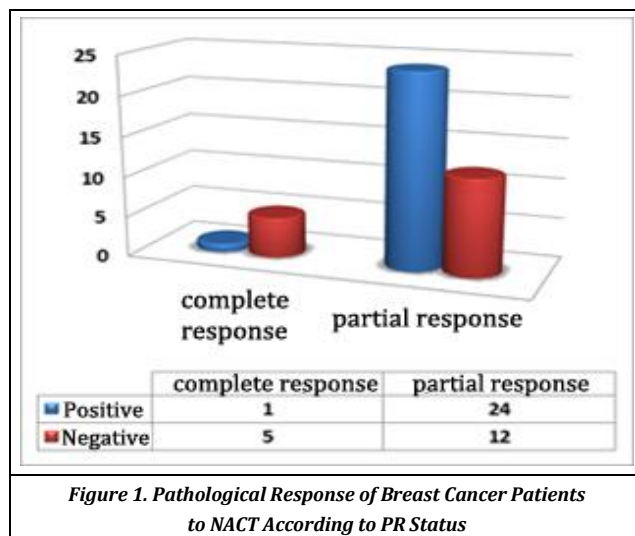 25
20
15
10
5
0
complete
response
partial response
complete response partial response
Positive 1 24
Negative 5 12
Figure 1. Pathological Response of Breast Cancer Patients
to NACT According to PR Status